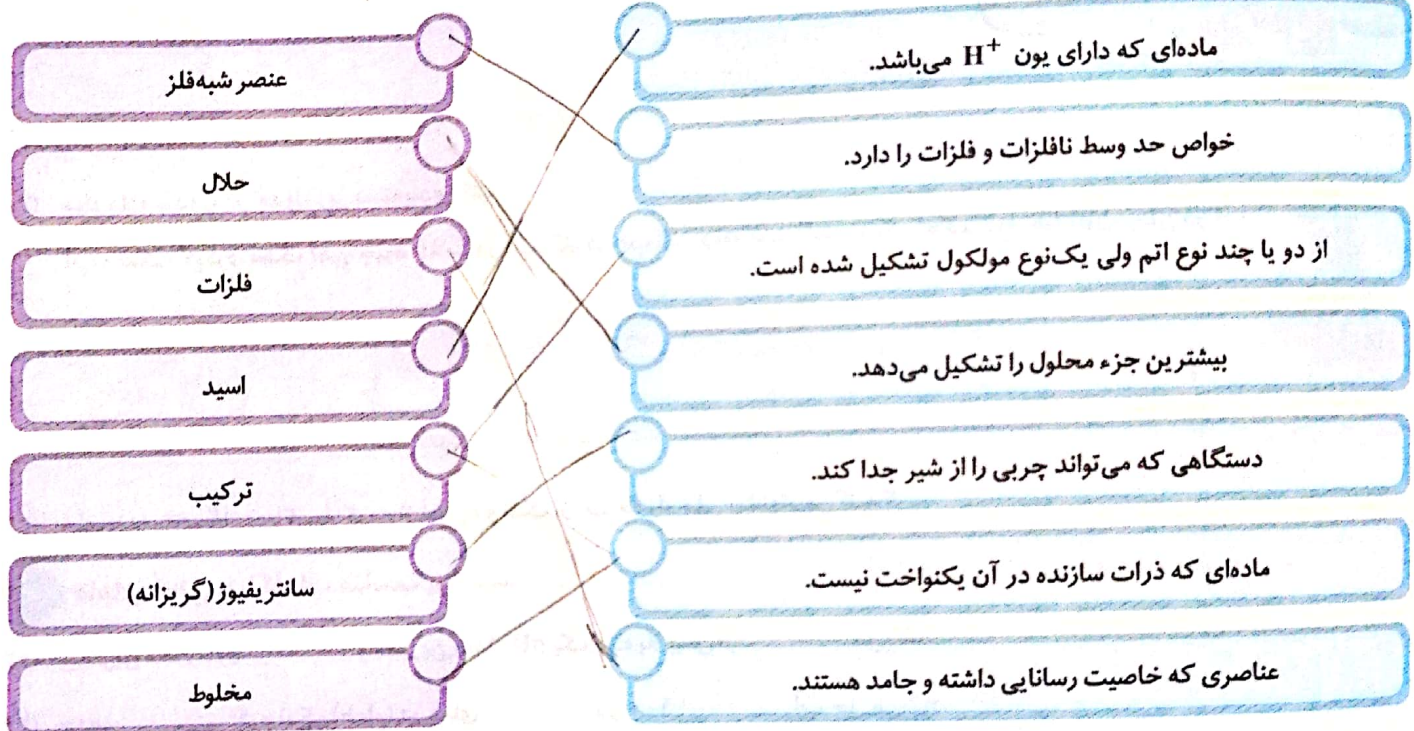 ماده‌ای که دارای یون H⁺ می‌باشد.
خواص حد وسط نافلزات و فلزات را دارد.
از دو یا چند نوع اتم ولی یک‌نوع مولکول تشکیل شده است.
بیشترین جزء محلول را تشکیل می‌دهد.
دستگاهی که می‌تواند چربی را از شیر جدا کند.
ماده‌ای که ذرات سازنده در آن یکنواخت نیست.
عناصری که خاصیت رسانایی داشته و جامد هستند.
عنصر شبه‌فلز
حلال
فلزات
اسید
ترکیب
سانتریفیوژ (گریزانه)
مخلوط